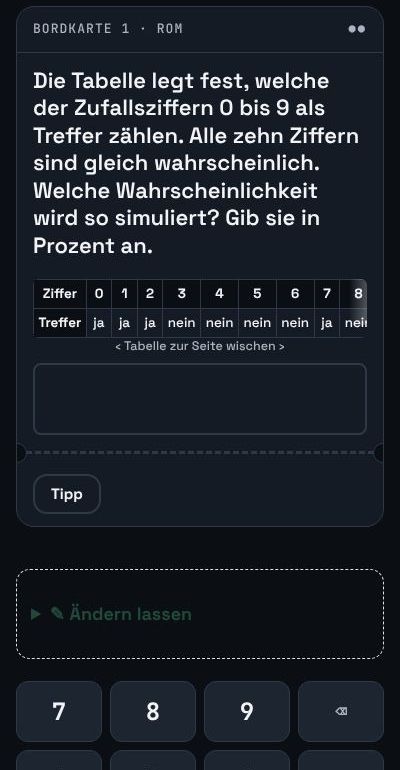 BORDKARTE 1 · ROM
Die Tabelle legt fest, welche
der Zufallsziffern 0 bis 9 als
Treffer zählen. Alle zehn Ziffern
sind gleich wahrscheinlich.
Welche Wahrscheinlichkeit
wird so simuliert? Gib sie in
Prozent an.
Ziffer 0 1 2 3 4 5 6 7 8
Treffer ja ja ja nein nein nein nein ja
‹ Tabelle zur Seite wischen ›
Tipp
▶ ✎ Ändern lassen
7 8 9 ⌫